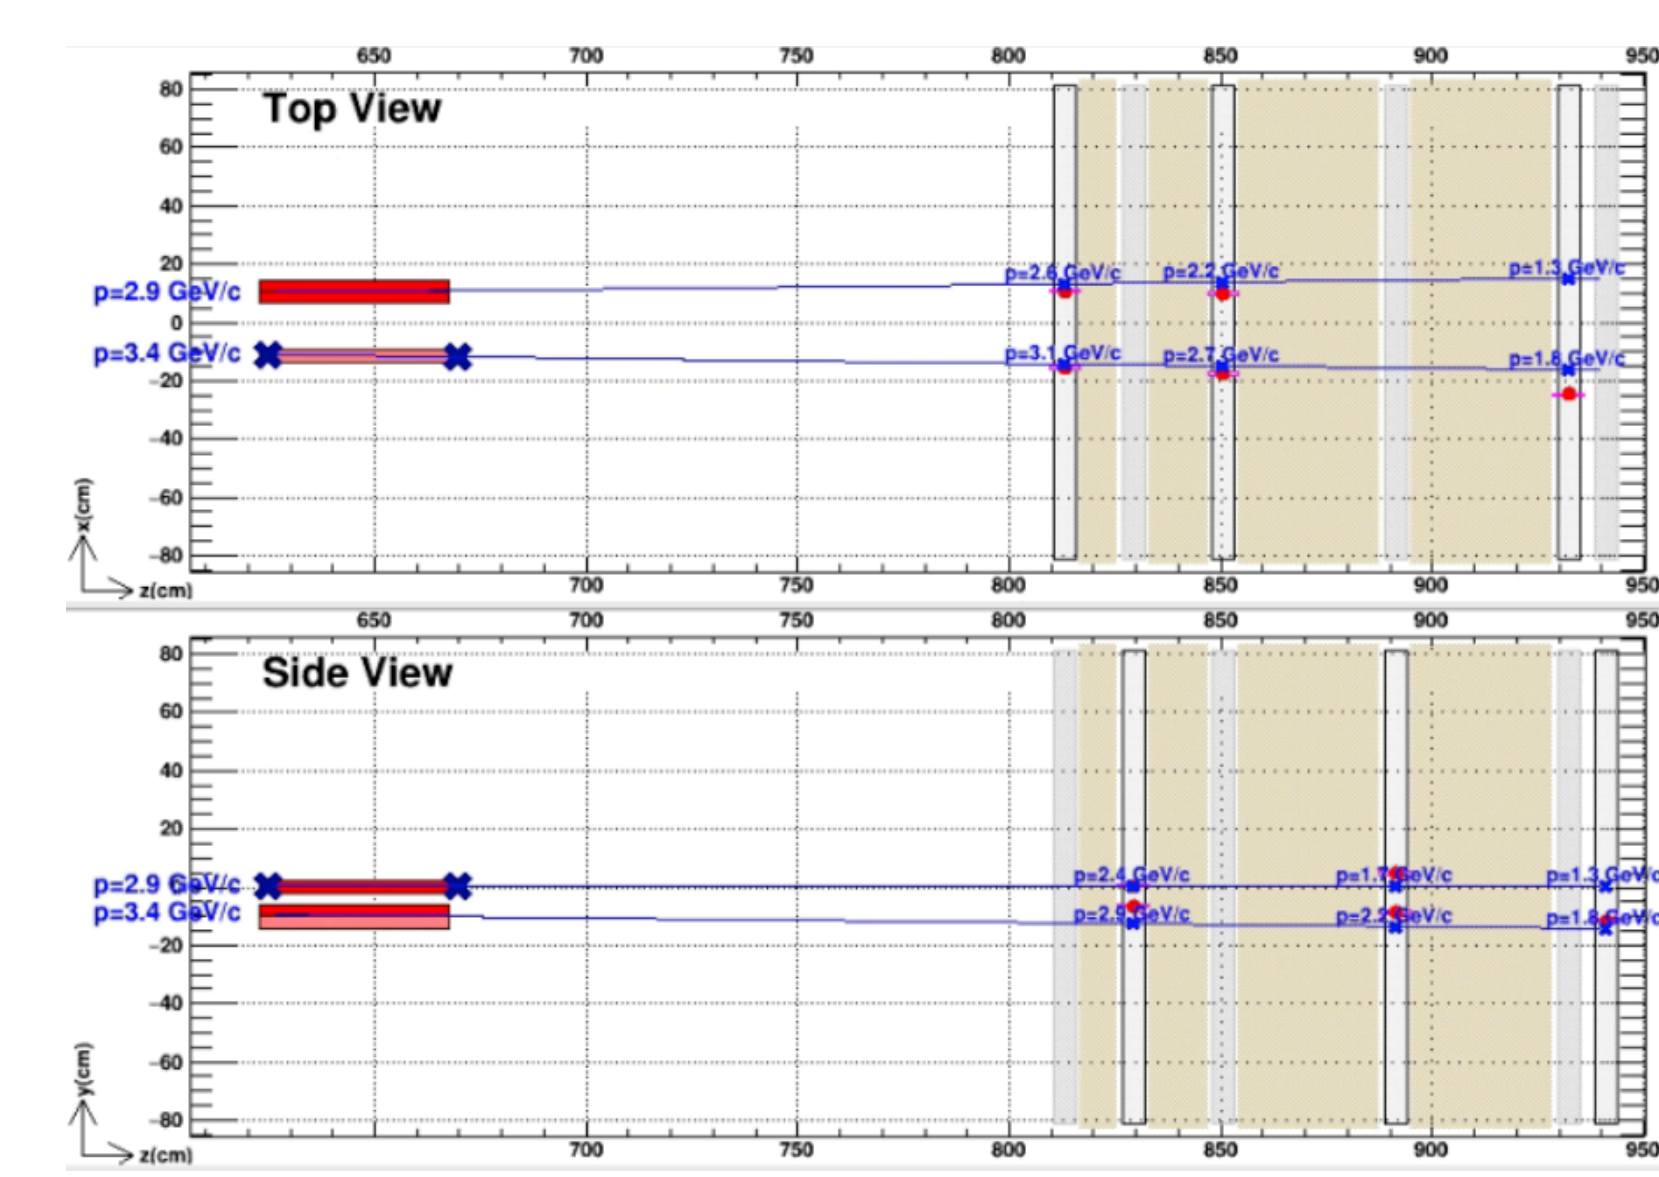 650 700 750 800 850 900 950
80 Top View
60
40
20
p=2.6 GeV/c p=2.2 GeV/c p=1.3 GeV/c
p=2.9 GeV/c
0
p=3.4 GeV/c p=3.1 GeV/c p=2.7 GeV/c p=1.8 GeV/c
-20
-40
-60
-80
x(cm)
z(cm) 700 750 800 850 900 950
650 700 750 800 850 900 950
80 Side View
60
40
20
p=2.9 GeV/c p=2.4 GeV/c p=1.7 GeV/c p=1.3 GeV/c
p=3.4 GeV/c p=2.9 GeV/c p=2.2 GeV/c p=1.8 GeV/c
-20
-40
-60
-80
y(cm)
z(cm) 700 750 800 850 900 950